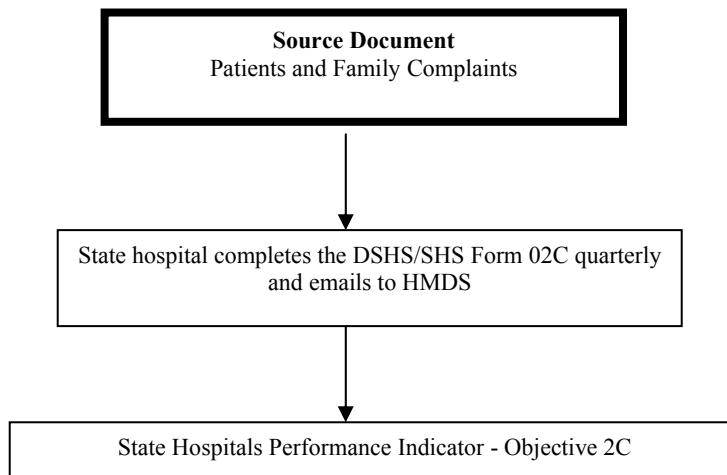 Source Document
Patients and Family Complaints
State hospital completes the DSHS/SHS Form 02C quarterly
and emails to HMDS
State Hospitals Performance Indicator - Objective 2C